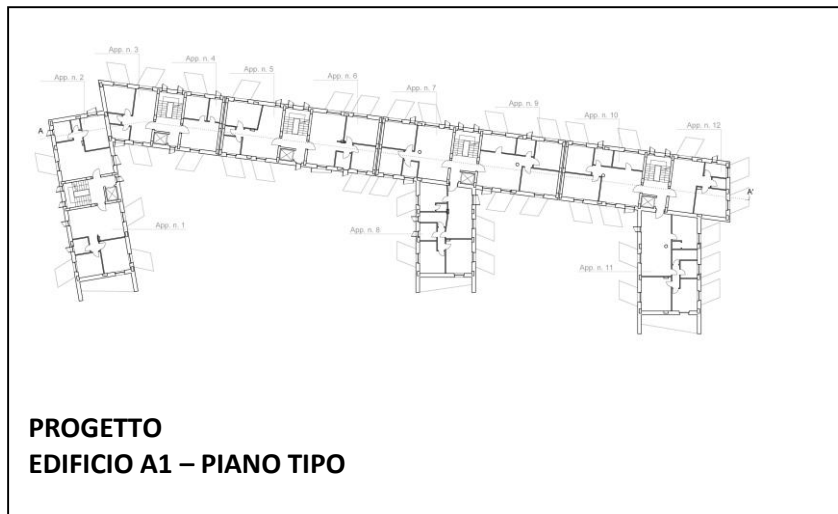 App. n. 3
App. n. 4
App. n. 2
App. n. 5
App. n. 6
App. n. 7
App. n. 9
App. n. 10
App. n. 12
A
A'
App. n. 1
App. n. 8
App. n. 11
PROGETTO
EDIFICIO A1 – PIANO TIPO